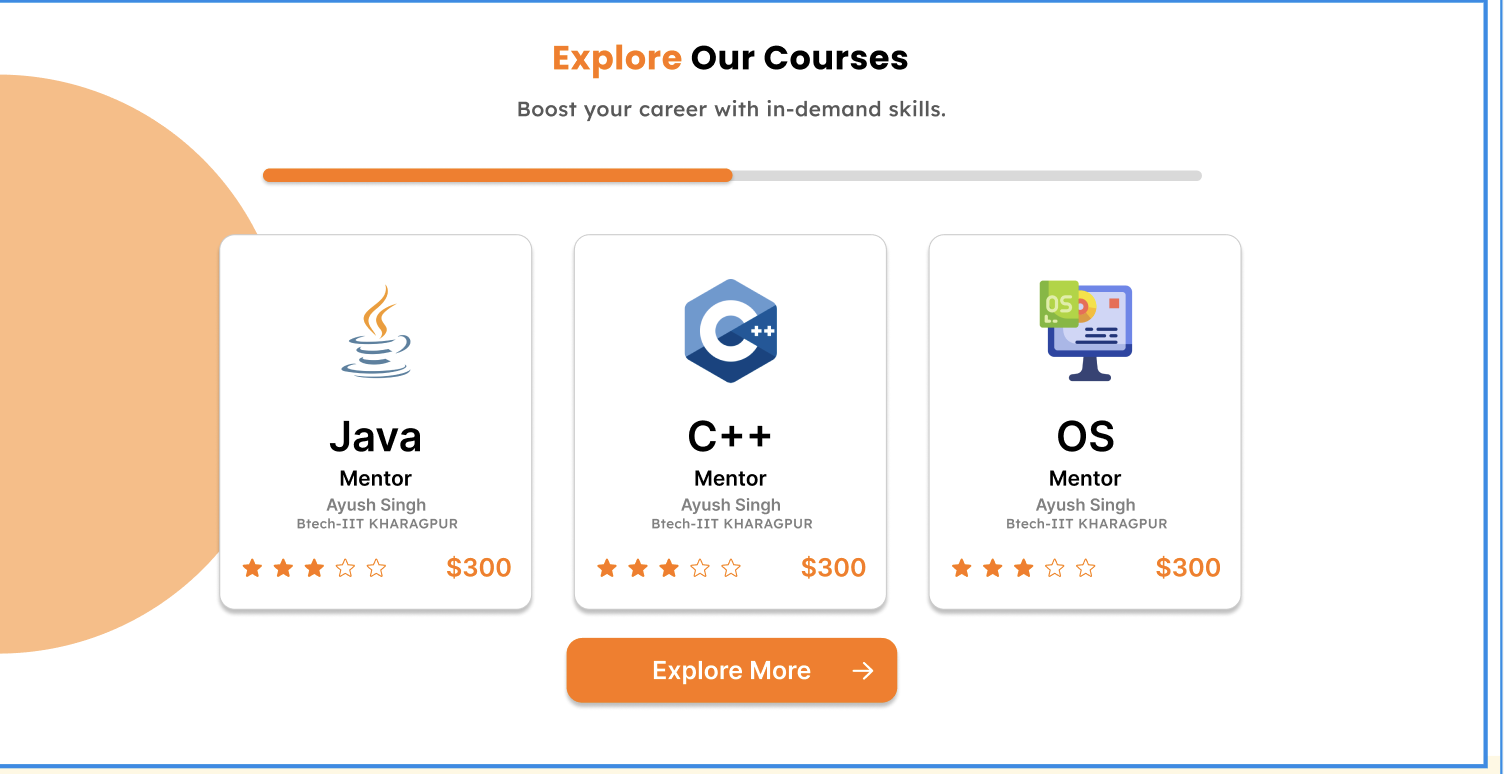 Explore Our Courses
Boost your career with in-demand skills.
C
++
OS
Java
Mentor
Ayush Singh
Btech-IIT KHARAGPUR
$300
C++
Mentor
Ayush Singh
Btech-IIT KHARAGPUR
$300
OS
Mentor
Ayush Singh
Btech-IIT KHARAGPUR
$300
Explore More